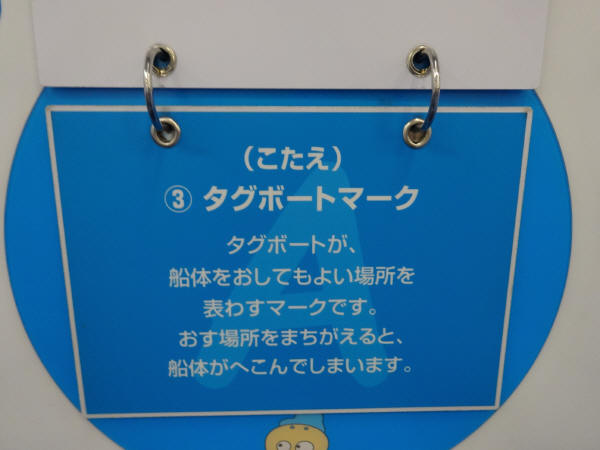 (こたえ)
③ タグボートマーク
タグボートが、
船体をおしてもよい場所を
表わすマークです。
おす場所をまちがえると、
船体がへこんでしまいます。
A